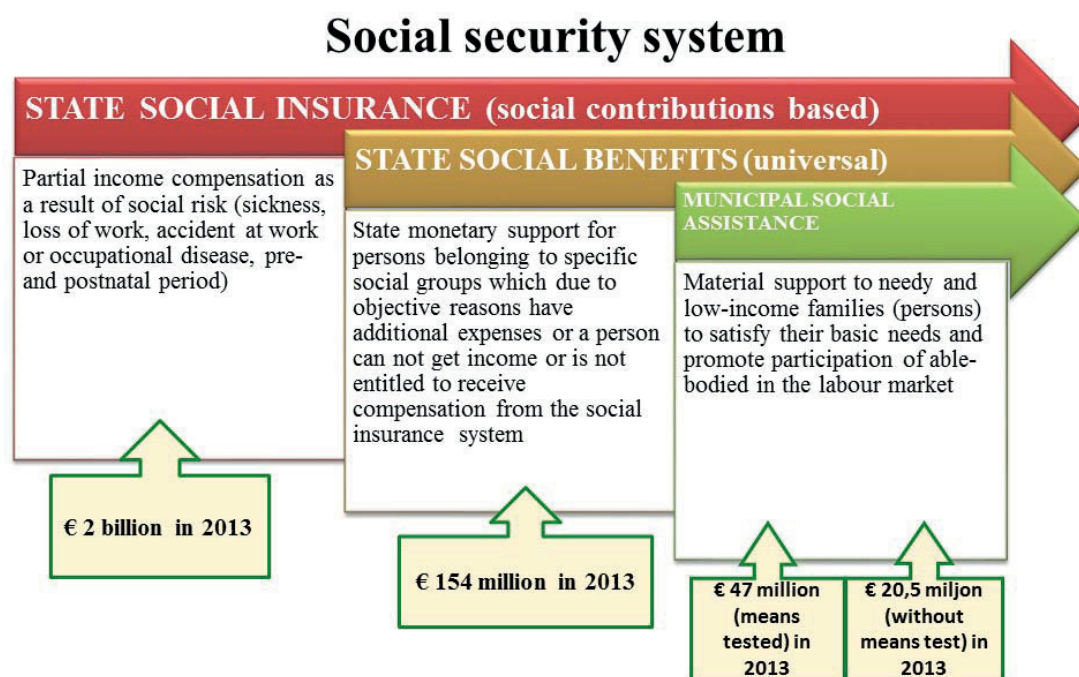 Social security system
STATE SOCIAL INSURANCE (social contributions based)
Partial income compensation as
a result of social risk (sickness,
loss of work, accident at work
or occupational disease, pre-
and postnatal period)
€ 2 billion in 2013
STATE SOCIAL BENEFITS (universal)
State monetary support for
persons belonging to specific
social groups which due to
objective reasons have
additional expenses or a person
can not get income or is not
entitled to receive
compensation from the social
insurance system
€ 154 million in 2013
MUNICIPAL SOCIAL
ASSISTANCE
Material support to needy and
low-income families (persons)
to satisfy their basic needs and
promote participation of able-
bodied in the labour market
€ 47 million
(means
tested) in
2013
€ 20,5 miljon
(without
means test) in
2013